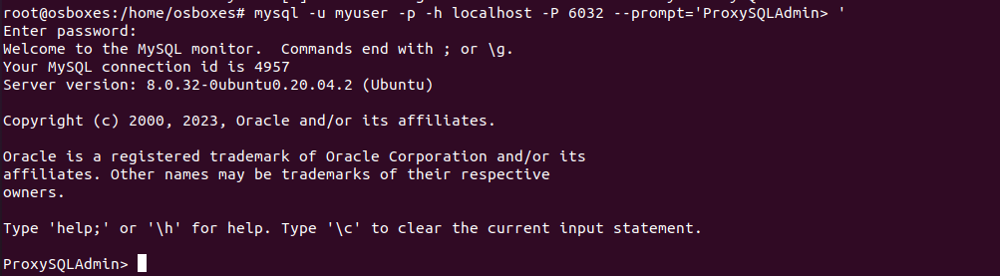 root@osboxes:/home/osboxes# mysql -u myuser -p -h localhost -P 6032 --prompt='ProxySQLAdmin> '
Enter password:
Welcome to the MySQL monitor.  Commands end with ; or \g.
Your MySQL connection id is 4957
Server version: 8.0.32-0ubuntu0.20.04.2 (Ubuntu)

Copyright (c) 2000, 2023, Oracle and/or its affiliates.

Oracle is a registered trademark of Oracle Corporation and/or its
affiliates. Other names may be trademarks of their respective
owners.

Type 'help;' or '\h' for help. Type '\c' to clear the current input statement.

ProxySQLAdmin>